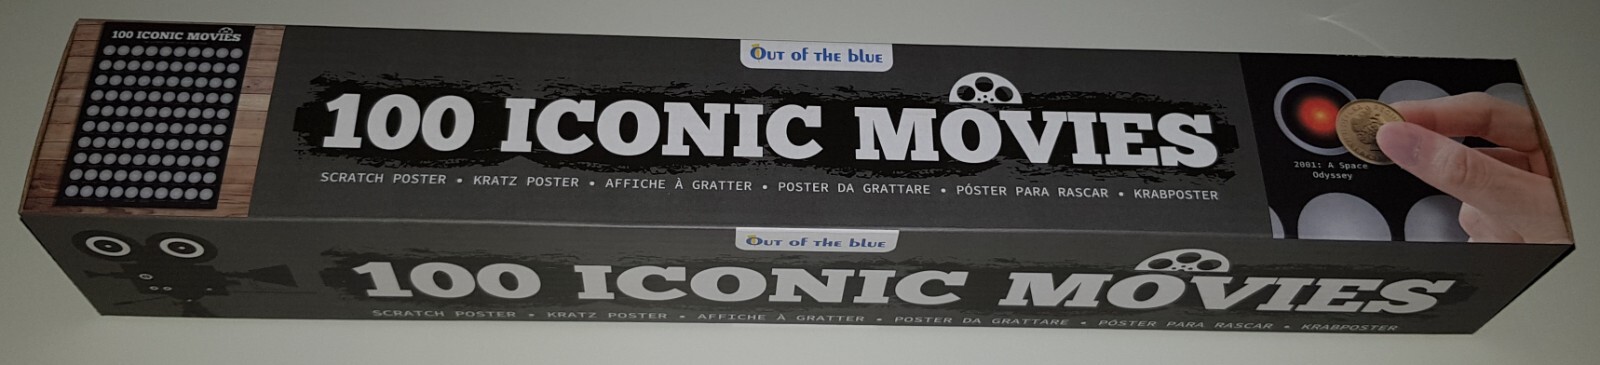 100 ICONIC MOVIES
OUT of THE blUE
100 ICONIC MOVIES
SCRATCH POSTER • KRATZ POSTER • AFFICHE À GRATTER • POSTER DA GRATTARE • PÓSTER PARA RASCAR • KRABPOSTER
2001: A Space
Odyssey
OUT of THE blUE
100 ICONIC MOVIES
SCRATCH POSTER • KRATZ POSTER • AFFICHE À GRATTER • POSTER DA GRATTARE • PÓSTER PARA RASCAR • KRABPOSTER